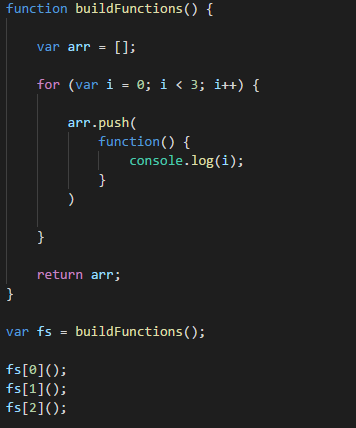 function buildFunctions() {
var arr = [];
for (var i = 0; i < 3; i++) {
arr.push(
function() {
console.log(i);
}
)
}
return arr;
}
var fs = buildFunctions();
fs[0]();
fs[1]();
fs[2]();